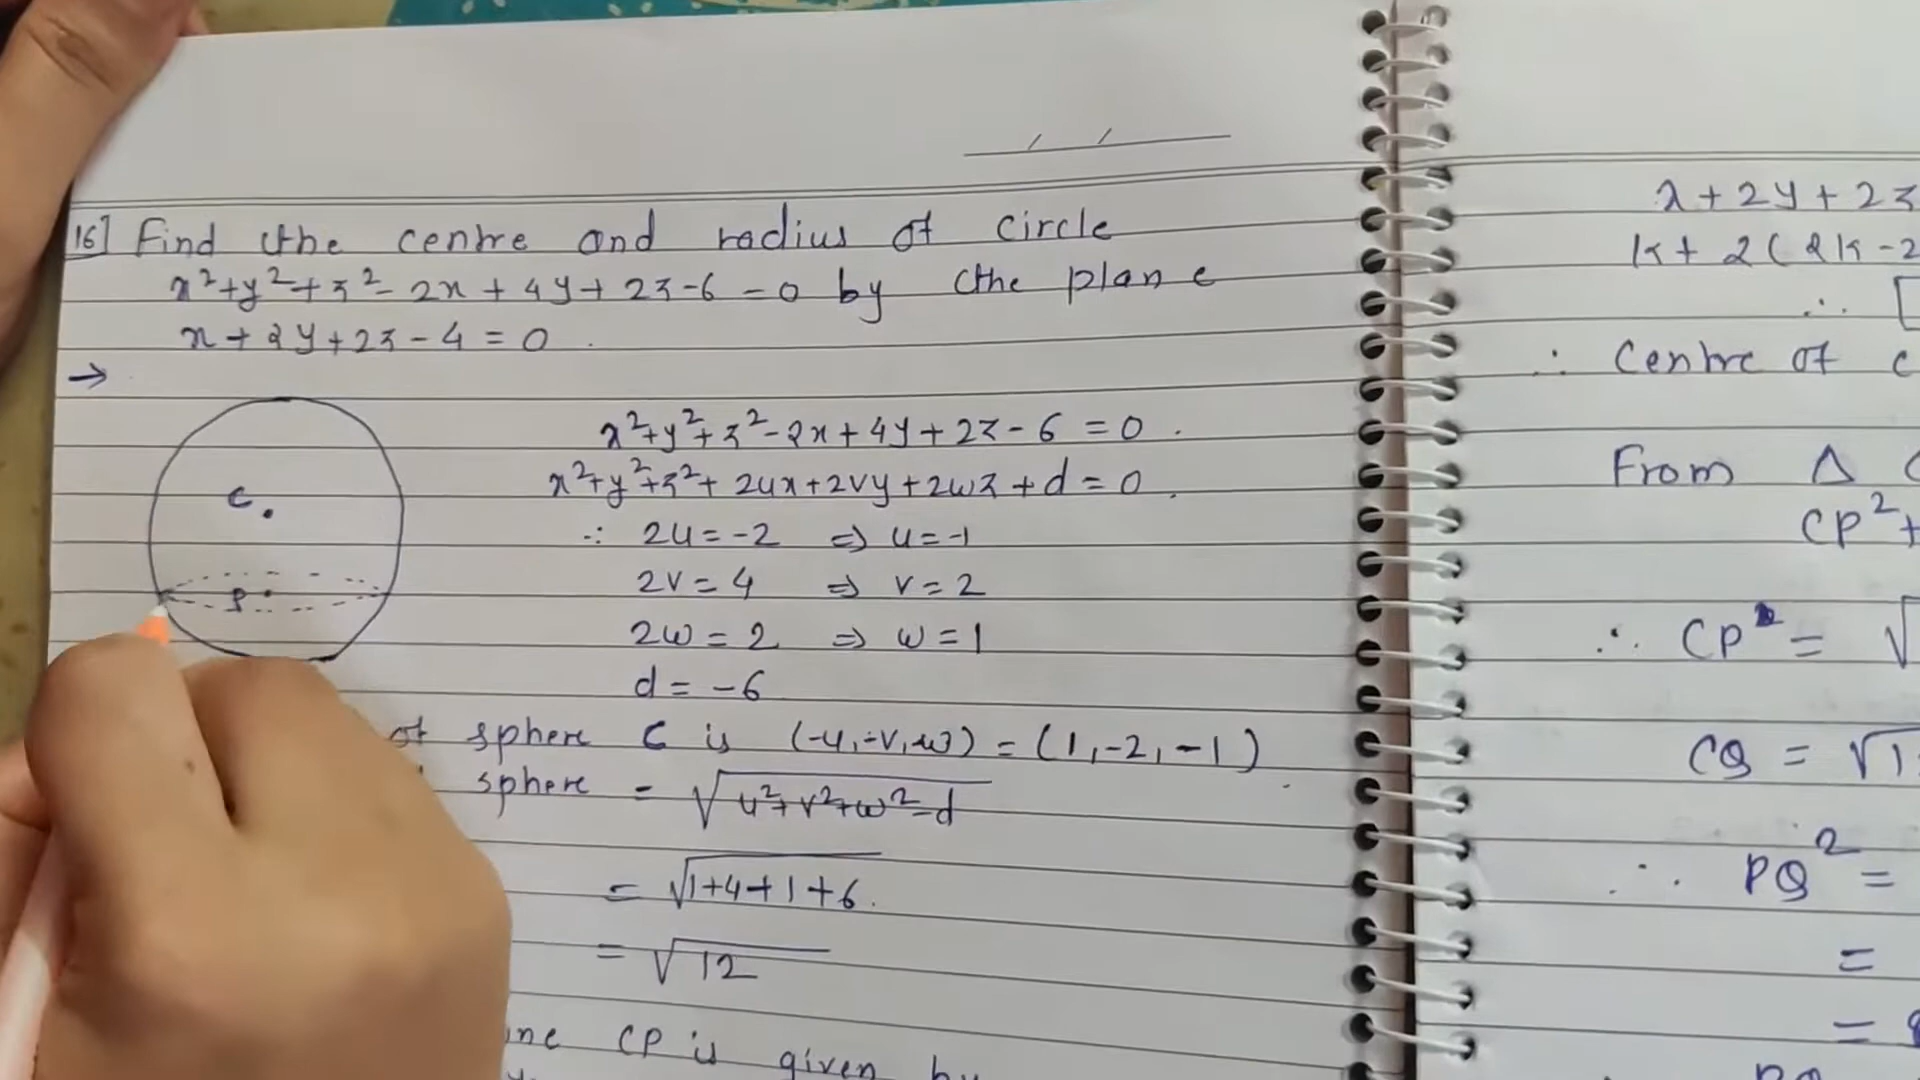 16] Find the centre and radius of circle
x²+y²+z²-2x+4y+2z-6=0 by the plane
x+2y+2z-4=0.
→
C.
P
x²+y²+z²-2x+4y+2z-6=0.
x²+y²+z²+2ux+2vy+2wz+d=0.
∴ 2u=-2 ⇒ u=-1
2v=4 ⇒ v=2
2w=2 ⇒ w=1
d=-6
of sphere C is (-u,-v,-w)=(1,-2,-1)
sphere = √u²+v²+w²-d
= √1+4+1+6.
= √12
CP is given by
x+2y+2z
k+2(2k-2
∴ [
∴ Centre of c
From Δ
CP²+
∴ CP = √
CQ = √1
∴ PQ² =
=
=